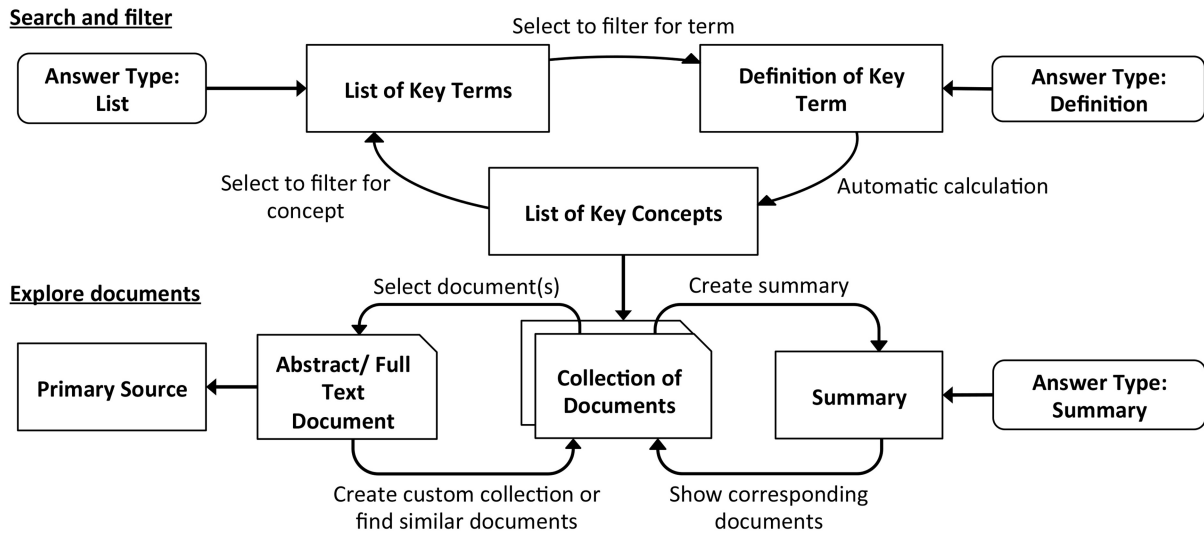 Search and filter
Select to filter for term
Answer Type:
List
List of Key Terms
Definition of Key
Term
Answer Type:
Definition
Select to filter for
concept
List of Key Concepts
Automatic calculation
Explore documents
Select document(s)
Create summary
Primary Source
Abstract/ Full
Text
Document
Collection of
Documents
Summary
Answer Type:
Summary
Create custom collection or
find similar documents
Show corresponding
documents